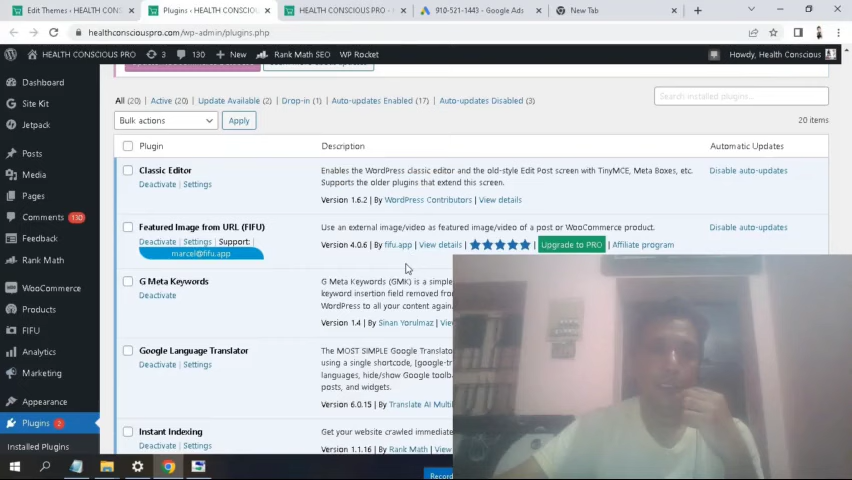 Edit Themes ‹ HEALTH CONSCIOUS
Plugins ‹ HEALTH CONSCIOUS PRO
HEALTH CONSCIOUS PRO -
910-521-1443 - Google Ads
New Tab
healthconsciouspro.com/wp-admin/plugins.php
HEALTH CONSCIOUS PRO 3 130 + New Rank Math SEO WP Rocket Howdy, Health Conscious
Dashboard
Site Kit
Jetpack
Posts
Media
Pages
Comments 130
Feedback
Rank Math
WooCommerce
Products
FIFU
Analytics
Marketing
Appearance
Plugins 2
Installed Plugins
All (20) | Active (20) | Update Available (2) | Drop-in (1) | Auto-updates Enabled (17) | Auto-updates Disabled (3)
Search installed plugins...
Bulk actions Apply 20 items
Plugin Description Automatic Updates
Classic Editor
Deactivate | Settings
Enables the WordPress classic editor and the old-style Edit Post screen with TinyMCE, Meta Boxes, etc.
Supports the older plugins that extend this screen.
Version 1.6.2 | By WordPress Contributors | View details
Disable auto-updates
Featured Image from URL (FIFU)
Deactivate | Settings | Support: |
marcel@fifu.app
Use an external image/video as featured image/video of a post or WooCommerce product.
Version 4.0.6 | By fifu.app | View details | ★★★★★ | Upgrade to PRO | Affiliate program
Disable auto-updates
G Meta Keywords
Deactivate
G Meta Keywords (GMK) is a simple
keyword insertion field removed from
WordPress to all your content again
Version 1.4 | By Sinan Yorulmaz |
Google Language Translator
Deactivate | Settings
The MOST SIMPLE Google Translator
using a single shortcode, [google-tr
languages, hide/show Google toolb
posts, and widgets.
Version 6.0.15 | By Translate AI Multil
Instant Indexing
Deactivate | Settings
Get your website crawled immediate
Version 1.1.16 | By Rank Math |
Record